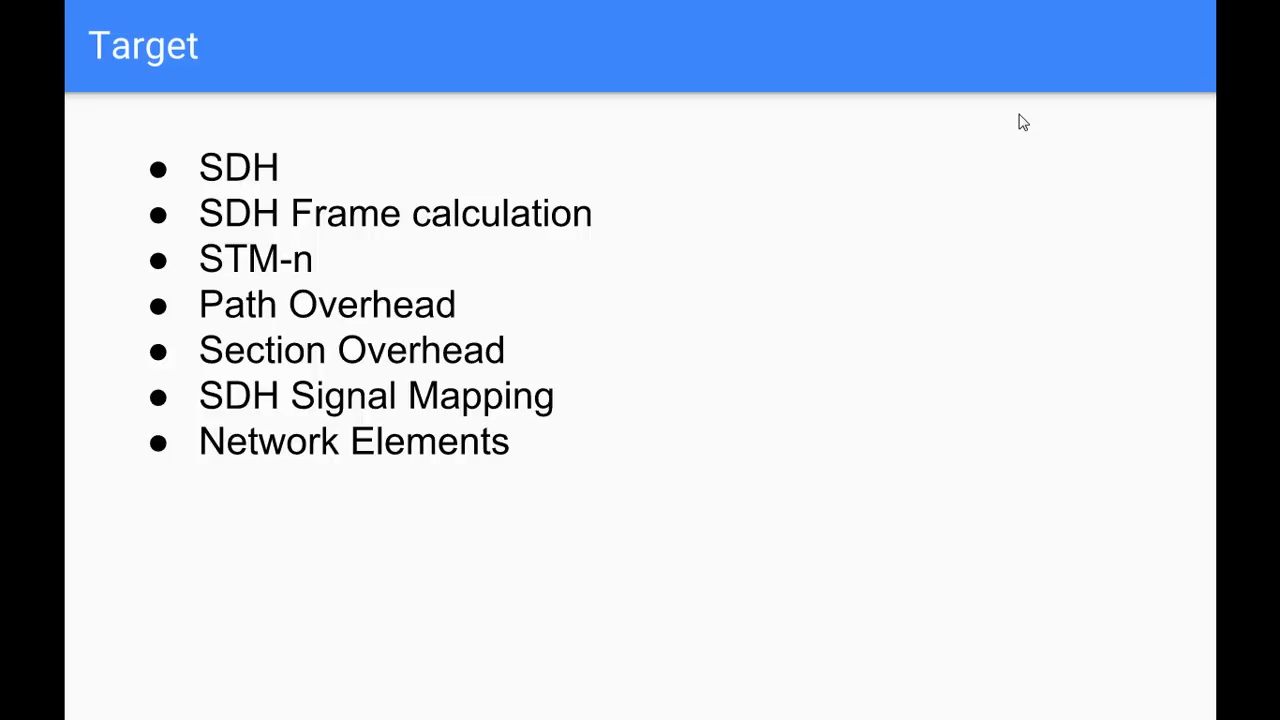 Target
● SDH
● SDH Frame calculation
● STM-n
● Path Overhead
● Section Overhead
● SDH Signal Mapping
● Network Elements